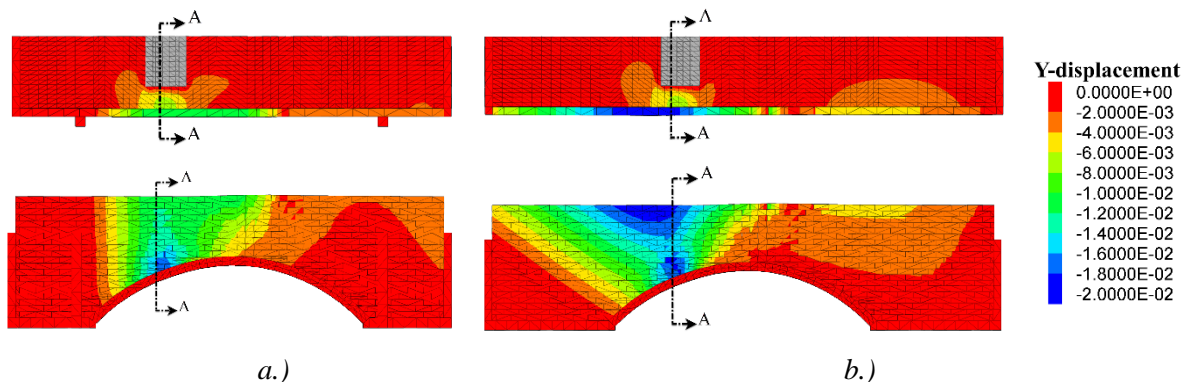 A
A
A
A
Y-displacement
0.0000E+00
-2.0000E-03
-4.0000E-03
-6.0000E-03
-8.0000E-03
-1.0000E-02
-1.2000E-02
-1.4000E-02
-1.6000E-02
-1.8000E-02
-2.0000E-02
A
A
A
A
a.)
b.)